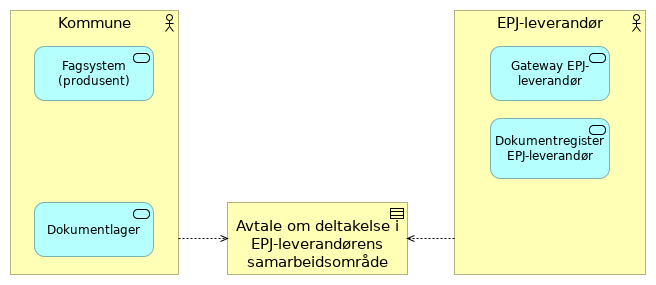 Kommune
Fagsystem
(produsent)
Dokumentlager
Avtale om deltakelse i
EPJ-leverandørens
samarbeidsområde
EPJ-leverandør
Gateway EPJ-
leverandør
Dokumentregister
EPJ-leverandør